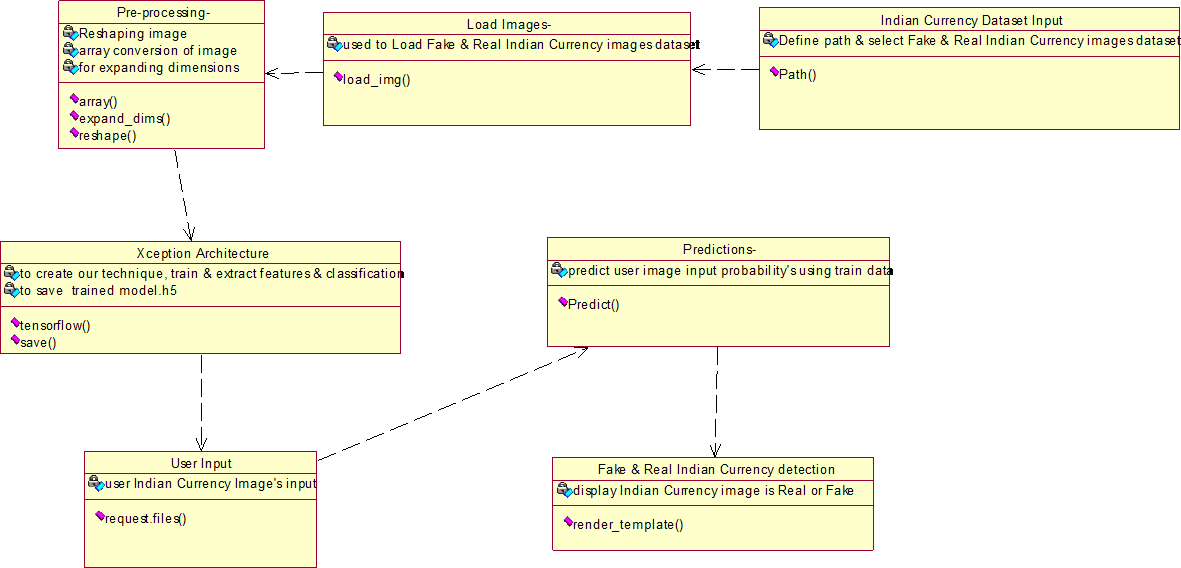 Pre-processing-
Reshaping image
array conversion of image
for expanding dimensions
array()
expand_dims()
reshape()
Load Images-
used to Load Fake & Real Indian Currency images dataset
load_img()
Indian Currency Dataset Input
Define path & select Fake & Real Indian Currency images dataset
Path()
Xception Architecture
to create our technique, train & extract features & classification
to save trained model.h5
tensorflow()
save()
Predictions-
predict user image input probability's using train data
Predict()
User Input
user Indian Currency Image's input
request.files()
Fake & Real Indian Currency detection
display Indian Currency image is Real or Fake
render_template()